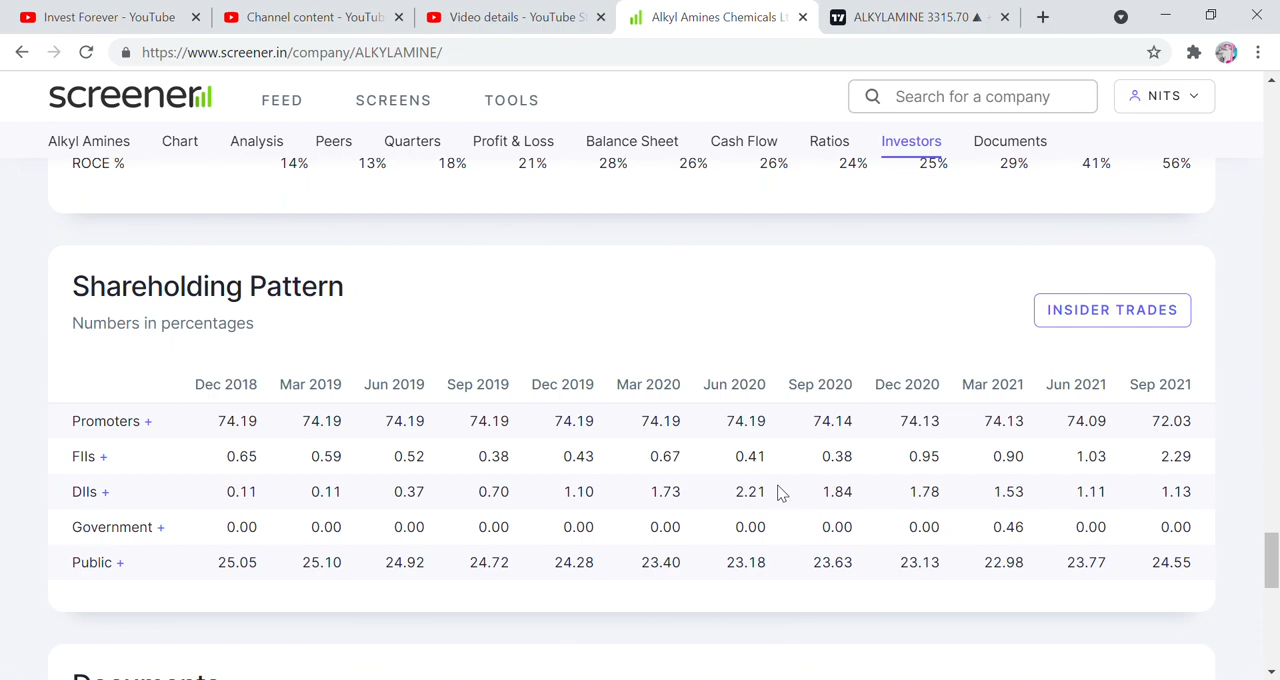 Invest Forever - YouTube
Channel content - YouTub
Video details - YouTube S
Alkyl Amines Chemicals Lt
ALKYLAMINE 3315.70 ▲
https://www.screener.in/company/ALKYLAMINE/
screener
FEED SCREENS TOOLS
Search for a company
NITS
Alkyl Amines Chart Analysis Peers Quarters Profit & Loss Balance Sheet Cash Flow Ratios Investors Documents
ROCE % 14% 13% 18% 21% 28% 26% 26% 24% 25% 29% 41% 56%
Shareholding Pattern
Numbers in percentages
INSIDER TRADES
Dec 2018 Mar 2019 Jun 2019 Sep 2019 Dec 2019 Mar 2020 Jun 2020 Sep 2020 Dec 2020 Mar 2021 Jun 2021 Sep 2021
Promoters + 74.19 74.19 74.19 74.19 74.19 74.19 74.19 74.14 74.13 74.13 74.09 72.03
FIIs + 0.65 0.59 0.52 0.38 0.43 0.67 0.41 0.38 0.95 0.90 1.03 2.29
DIIs + 0.11 0.11 0.37 0.70 1.10 1.73 2.21 1.84 1.78 1.53 1.11 1.13
Government + 0.00 0.00 0.00 0.00 0.00 0.00 0.00 0.00 0.00 0.46 0.00 0.00
Public + 25.05 25.10 24.92 24.72 24.28 23.40 23.18 23.63 23.13 22.98 23.77 24.55
Documents